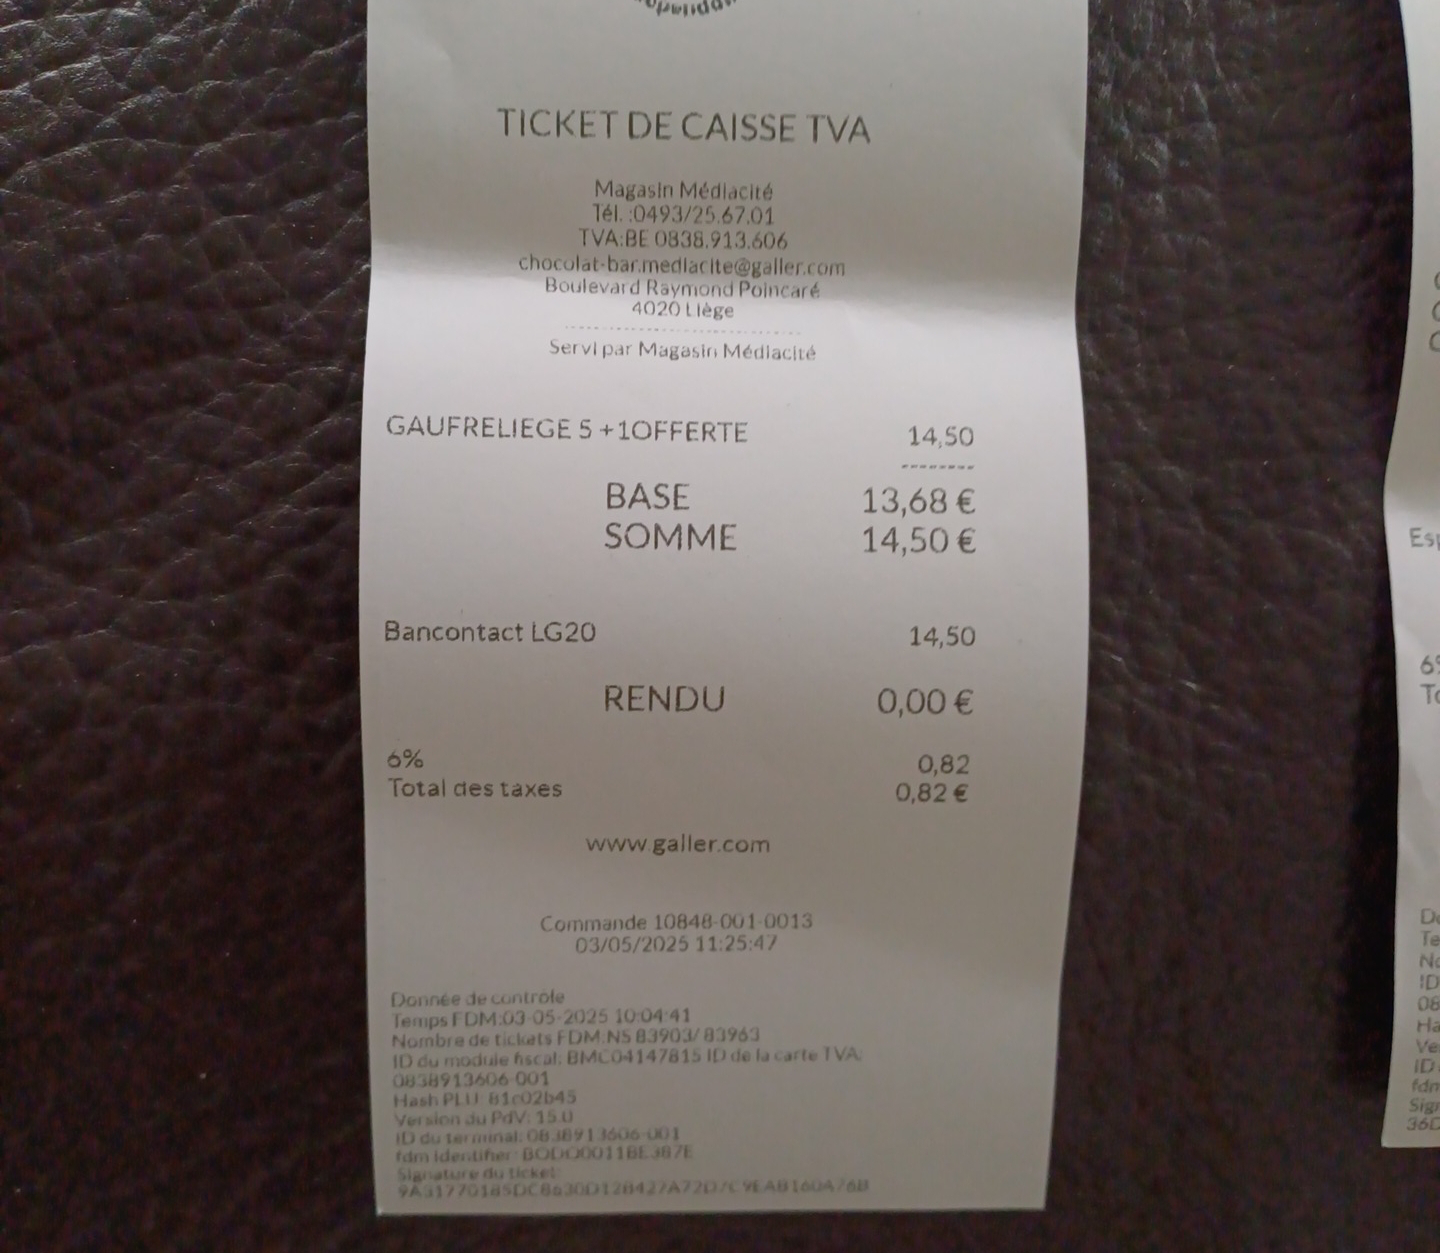 TICKET DE CAISSE TVA
Magasin Médiacité
Tél. :0493/25.67.01
TVA:BE 0838.913.606
chocolat-bar.mediacite@galler.com
Boulevard Raymond Poincaré
4020 Liège
Servi par Magasin Médiacité
GAUFRELIEGE 5 +1OFFERTE 14,50
BASE 13,68 €
SOMME 14,50 €
Bancontact LG20 14,50
RENDU 0,00 €
6% 0,82
Total des taxes 0,82 €
www.galler.com
Commande 10848-001-0013
03/05/2025 11:25:47
Donnée de contrôle
Temps FDM:03-05-2025 10:04:41
Nombre de tickets FDM:NS 83903/ 83963
ID du module fiscal: BMC04147815 ID de la carte TVA:
0838913606-001
Hash PLU: 81c02b45
Version du PdV: 15.0
ID du terminal: 0838913606-001
fdm Identifier:
Signature du ticket: